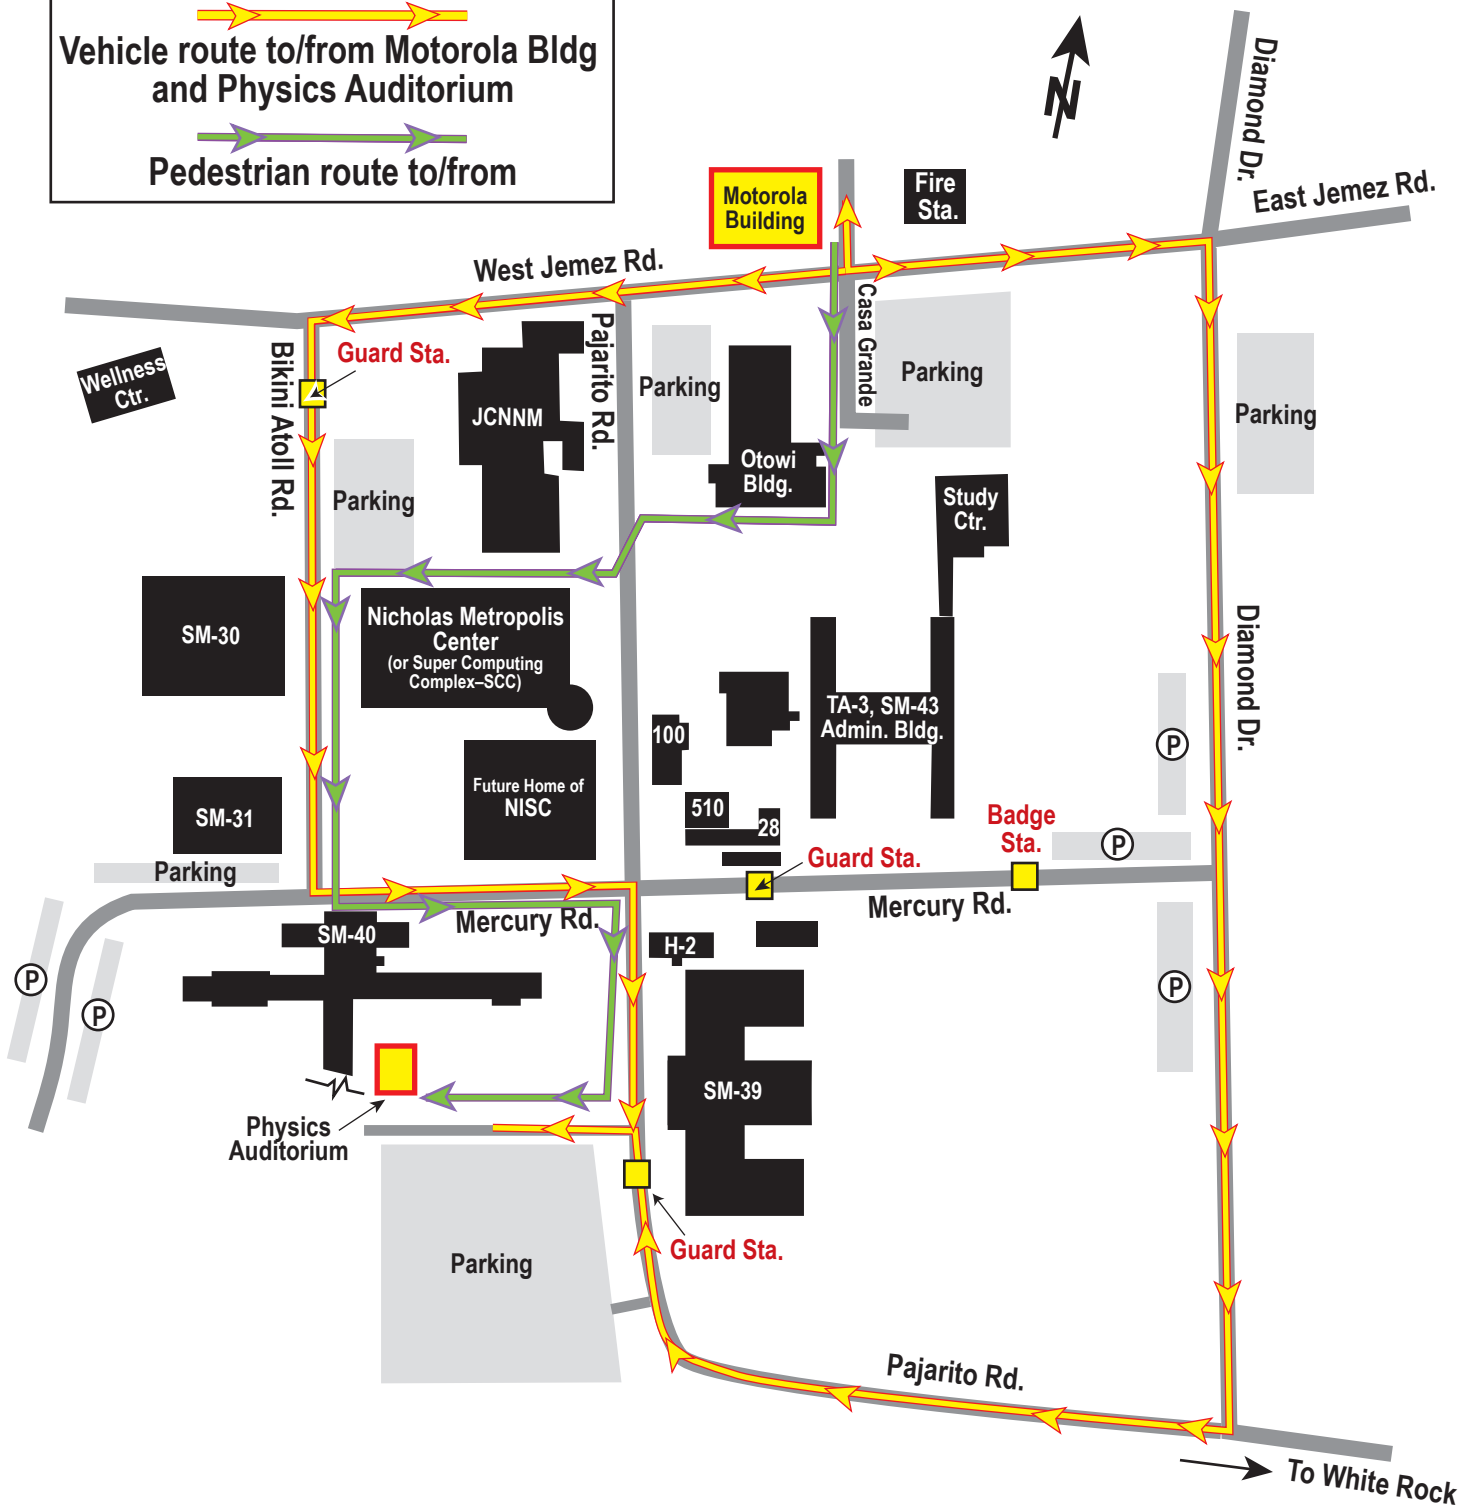 Vehicle route to/from Motorola Bldg
and Physics Auditorium
Pedestrian route to/from
N
Diamond Dr.
East Jemez Rd.
Motorola
Building
Fire
Sta.
West Jemez Rd.
Casa Grande
Pajarito Rd.
Guard Sta.
Bikini Atoll Rd.
Wellness
Ctr.
JCNNM
Parking
Parking
Parking
Parking
Otowi
Bldg.
Study
Ctr.
SM-30
Nicholas Metropolis
Center
(or Super Computing
Complex–SCC)
TA-3, SM-43
Admin. Bldg.
Diamond Dr.
100
P
Future Home of
NISC
510
28
SM-31
Badge
Sta.
P
Guard Sta.
Parking
Mercury Rd.
Mercury Rd.
SM-40
H-2
P
P
P
SM-39
Physics
Auditorium
Guard Sta.
Parking
Pajarito Rd.
To White Rock